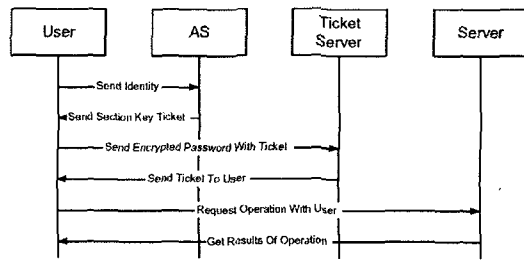 User
AS
Ticket
Server
Server
Send Identity
Send Section Key Ticket
Send Encrypted Password With Ticket
Send Ticket To User
Request Operation With User
Get Results Of Operation